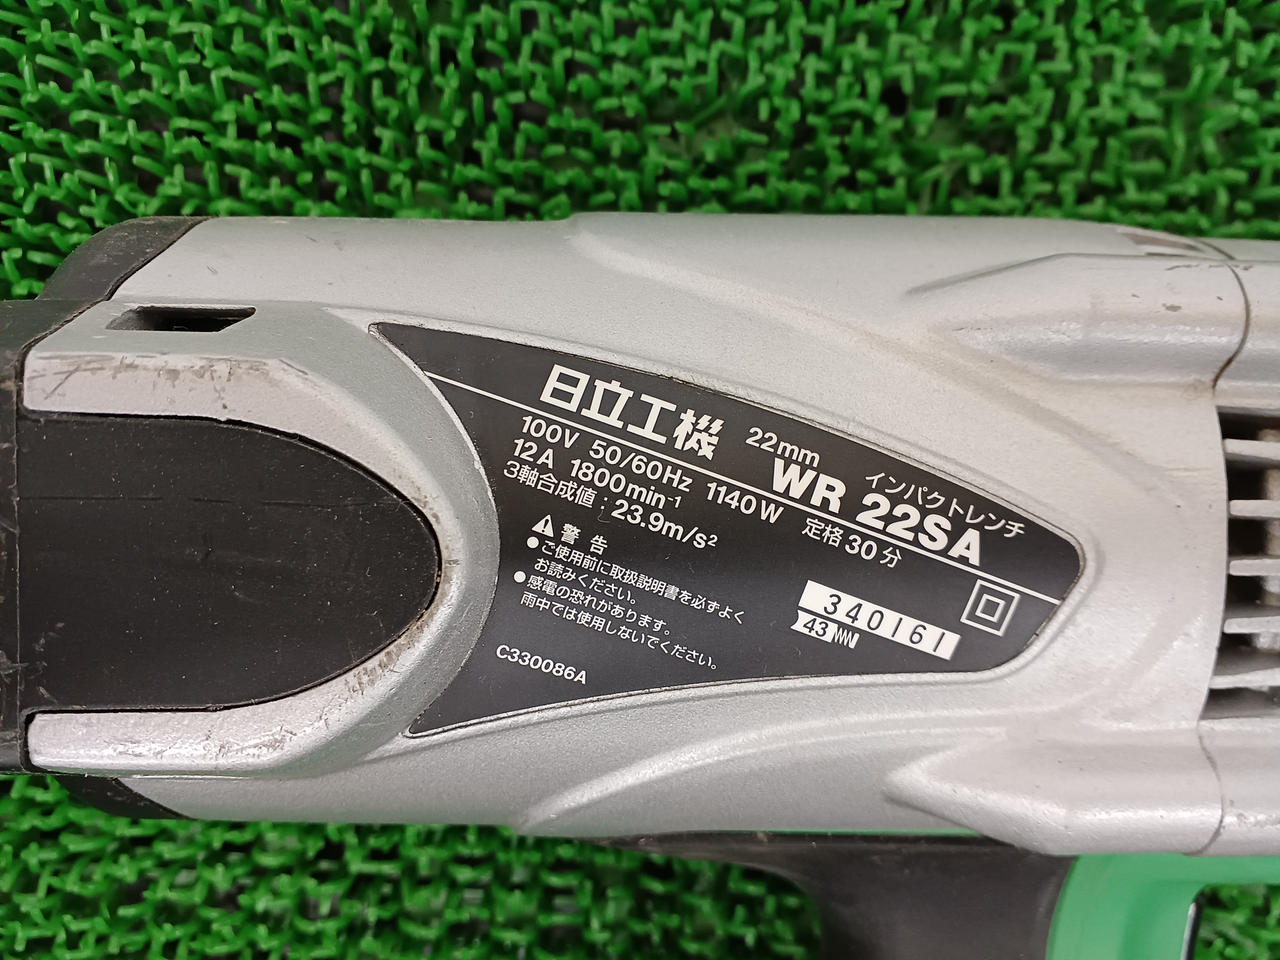 日立工機 22mm インパクトレンチ
WR 22SA
100V 50/60Hz 1140W 定格30分
12A 1800min⁻¹
3軸合成値:23.9m/s²
警告
●ご使用前に取扱説明書を必ずよく
お読みください。
●感電の恐れがあります。
雨中では使用しないでください。
340161
43
C330086A